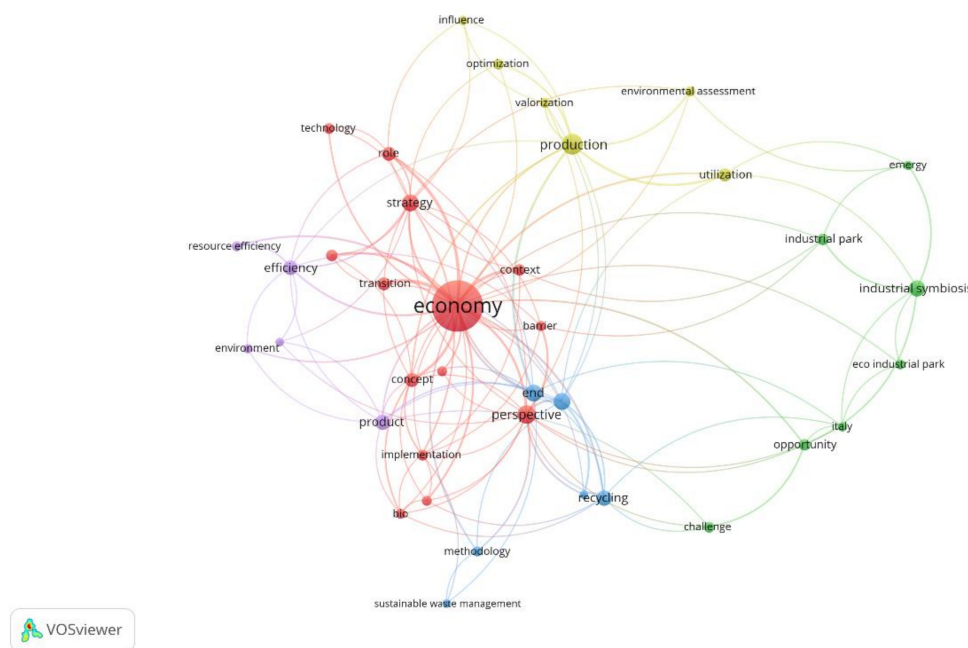 influence
optimization
environmental assessment
valorization
technology
production
role
emergy
utilization
strategy
industrial park
resource efficiency
efficiency
context
transition
industrial symbiosis
economy
barrier
environment
eco industrial park
concept
end
perspective
product
italy
opportunity
implementation
recycling
bio
challenge
methodology
sustainable waste management
VOSviewer